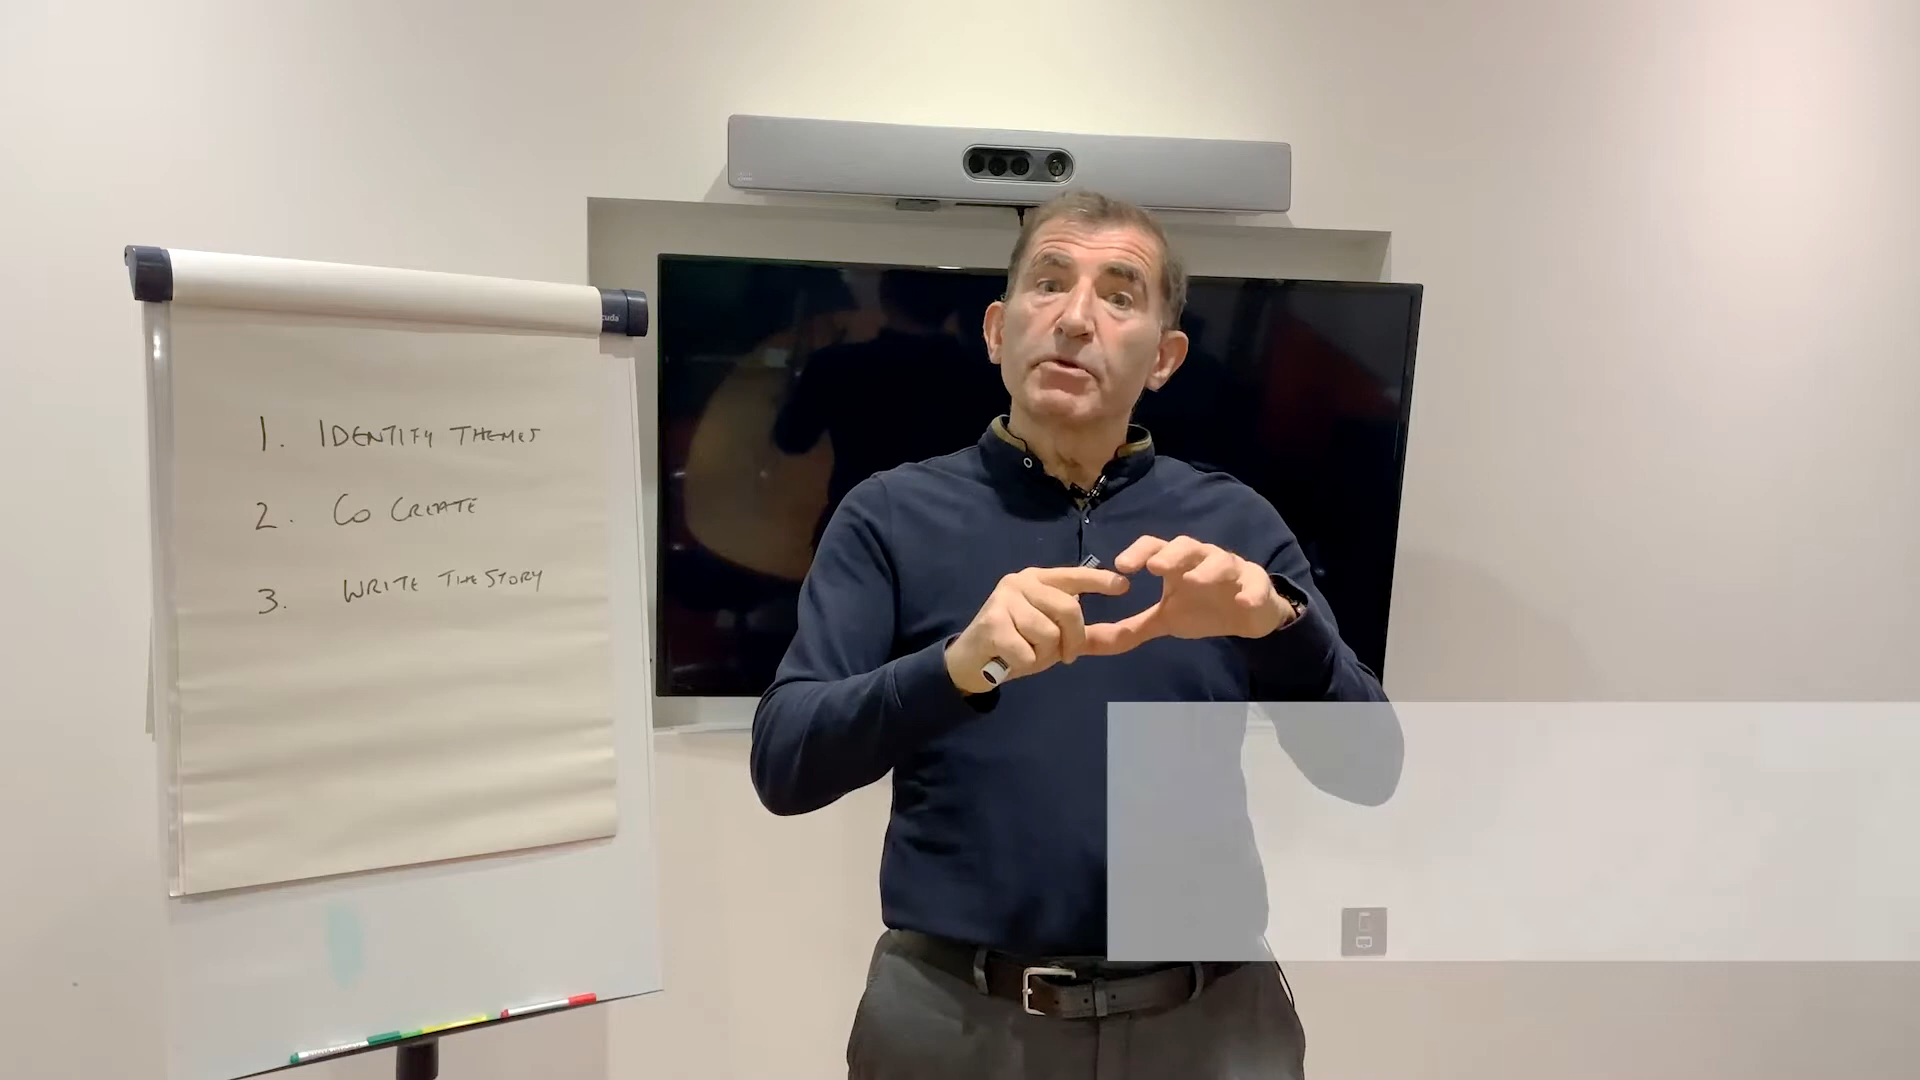 1. IDENTIFY THEMES
2. CO CREATE
3. WRITE THE STORY